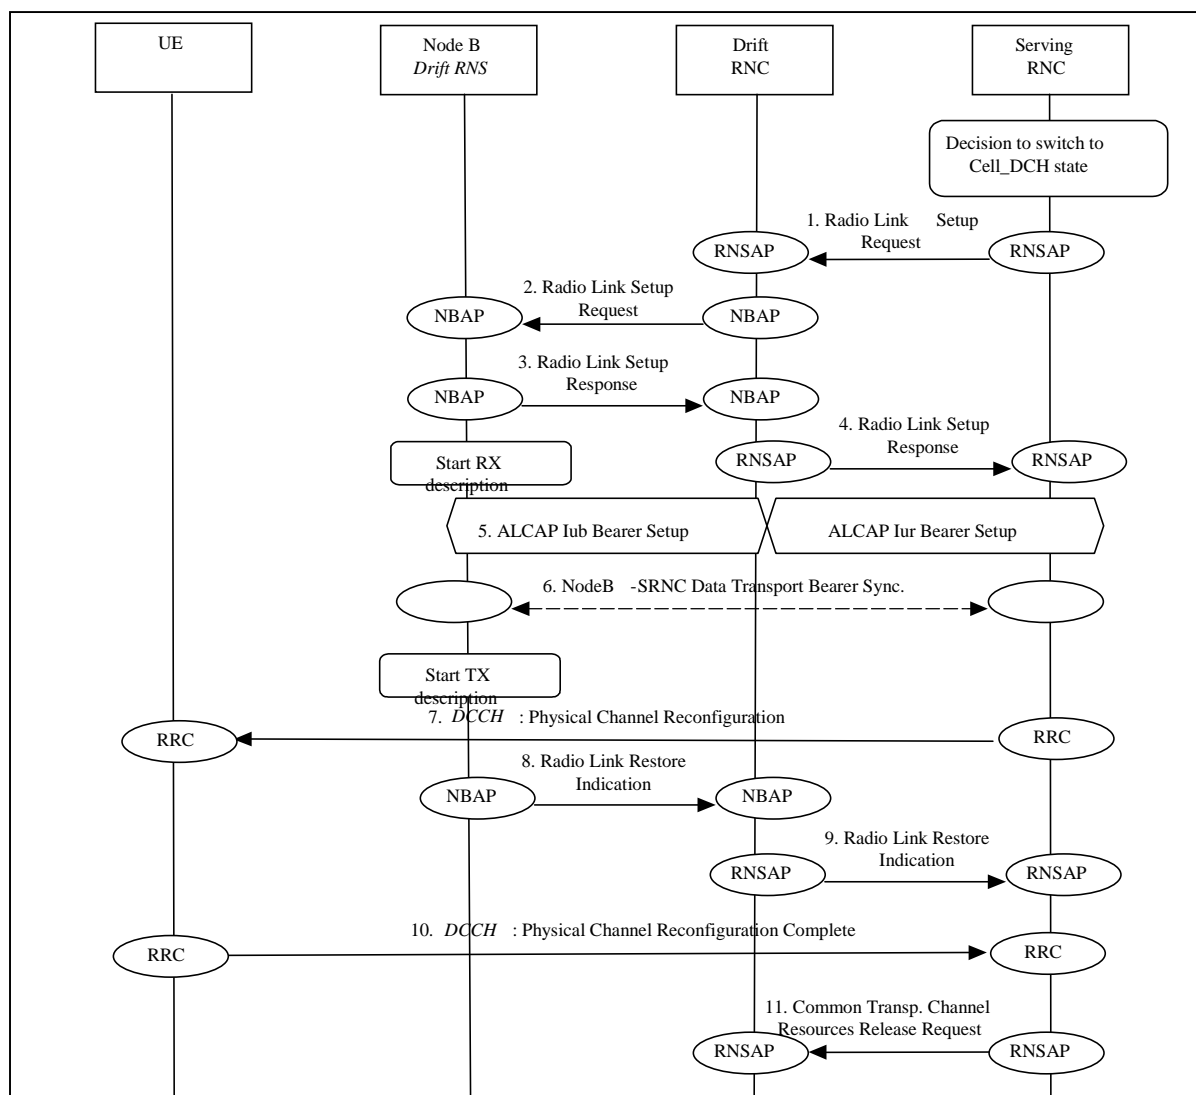 UE
Node B
Drift RNS
Drift
RNC
Serving
RNC
Decision to switch to
Cell_DCH state
1. Radio Link Setup
Request
RNSAP
RNSAP
2. Radio Link Setup
Request
NBAP
NBAP
3. Radio Link Setup
Response
NBAP
NBAP
4. Radio Link Setup
Response
Start RX
description
RNSAP
RNSAP
5. ALCAP Iub Bearer Setup
ALCAP Iur Bearer Setup
6. NodeB -SRNC Data Transport Bearer Sync.
Start TX
description
7. DCCH : Physical Channel Reconfiguration
RRC
RRC
8. Radio Link Restore
Indication
NBAP
NBAP
9. Radio Link Restore
Indication
RNSAP
RNSAP
10. DCCH : Physical Channel Reconfiguration Complete
RRC
RRC
11. Common Transp. Channel
Resources Release Request
RNSAP
RNSAP